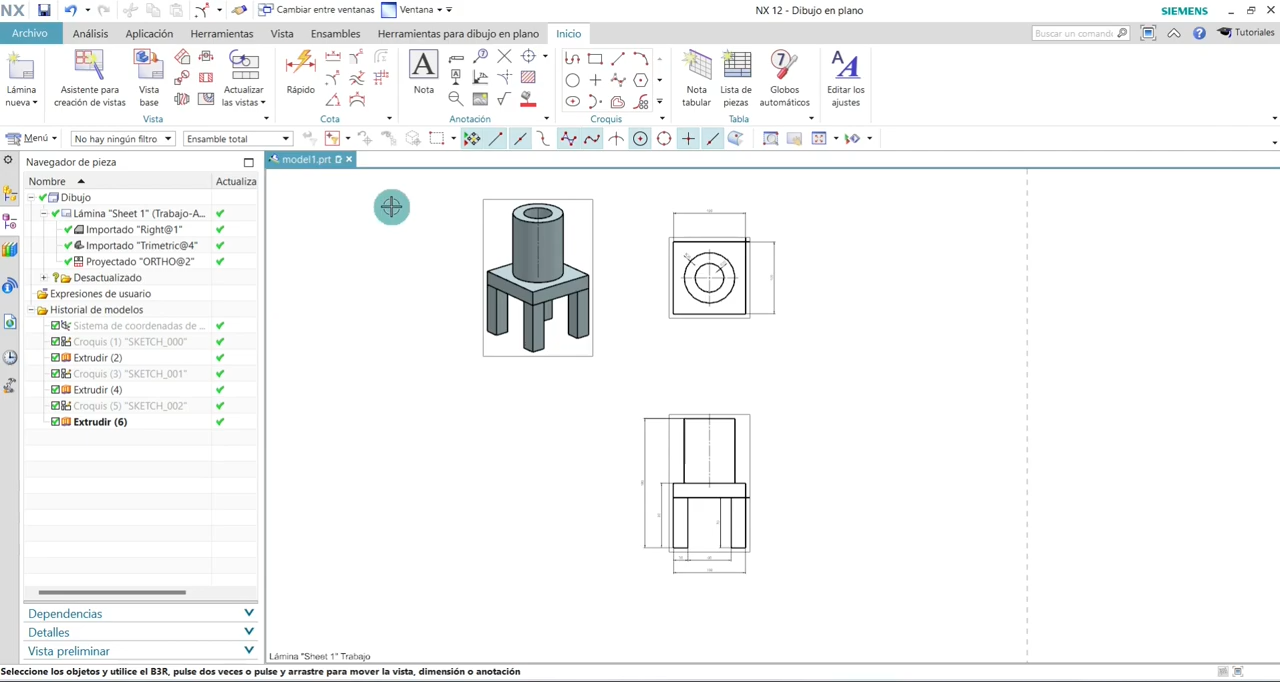 NX
Cambiar entre ventanas
Ventana
NX 12 - Dibujo en plano
SIEMENS
Archivo
Análisis
Aplicación
Herramientas
Vista
Ensambles
Herramientas para dibujo en plano
Inicio
Buscar un comando
Tutoriales
Lámina nueva
Asistente para creación de vistas
Vista base
Actualizar las vistas
Rápido
Nota
Nota tabular
Lista de piezas
Globos automáticos
Editar los ajustes
Vista
Cota
Anotación
Croquis
Tabla
Menú
No hay ningún filtro
Ensamble total
Navegador de pieza
model1.prt
Nombre
Actualiza
Dibujo
Lámina "Sheet 1" (Trabajo-A...
Importado "Right@1"
Importado "Trimetric@4"
Proyectado "ORTHO@2"
Desactualizado
Expresiones de usuario
Historial de modelos
Sistema de coordenadas de ...
Croquis (1) "SKETCH_000"
Extrudir (2)
Croquis (3) "SKETCH_001"
Extrudir (4)
Croquis (5) "SKETCH_002"
Extrudir (6)
Dependencias
Detalles
Vista preliminar
Lámina "Sheet 1" Trabajo
Seleccione los objetos y utilice el B3R, pulse dos veces o pulse y arrastre para mover la vista, dimensión o anotación